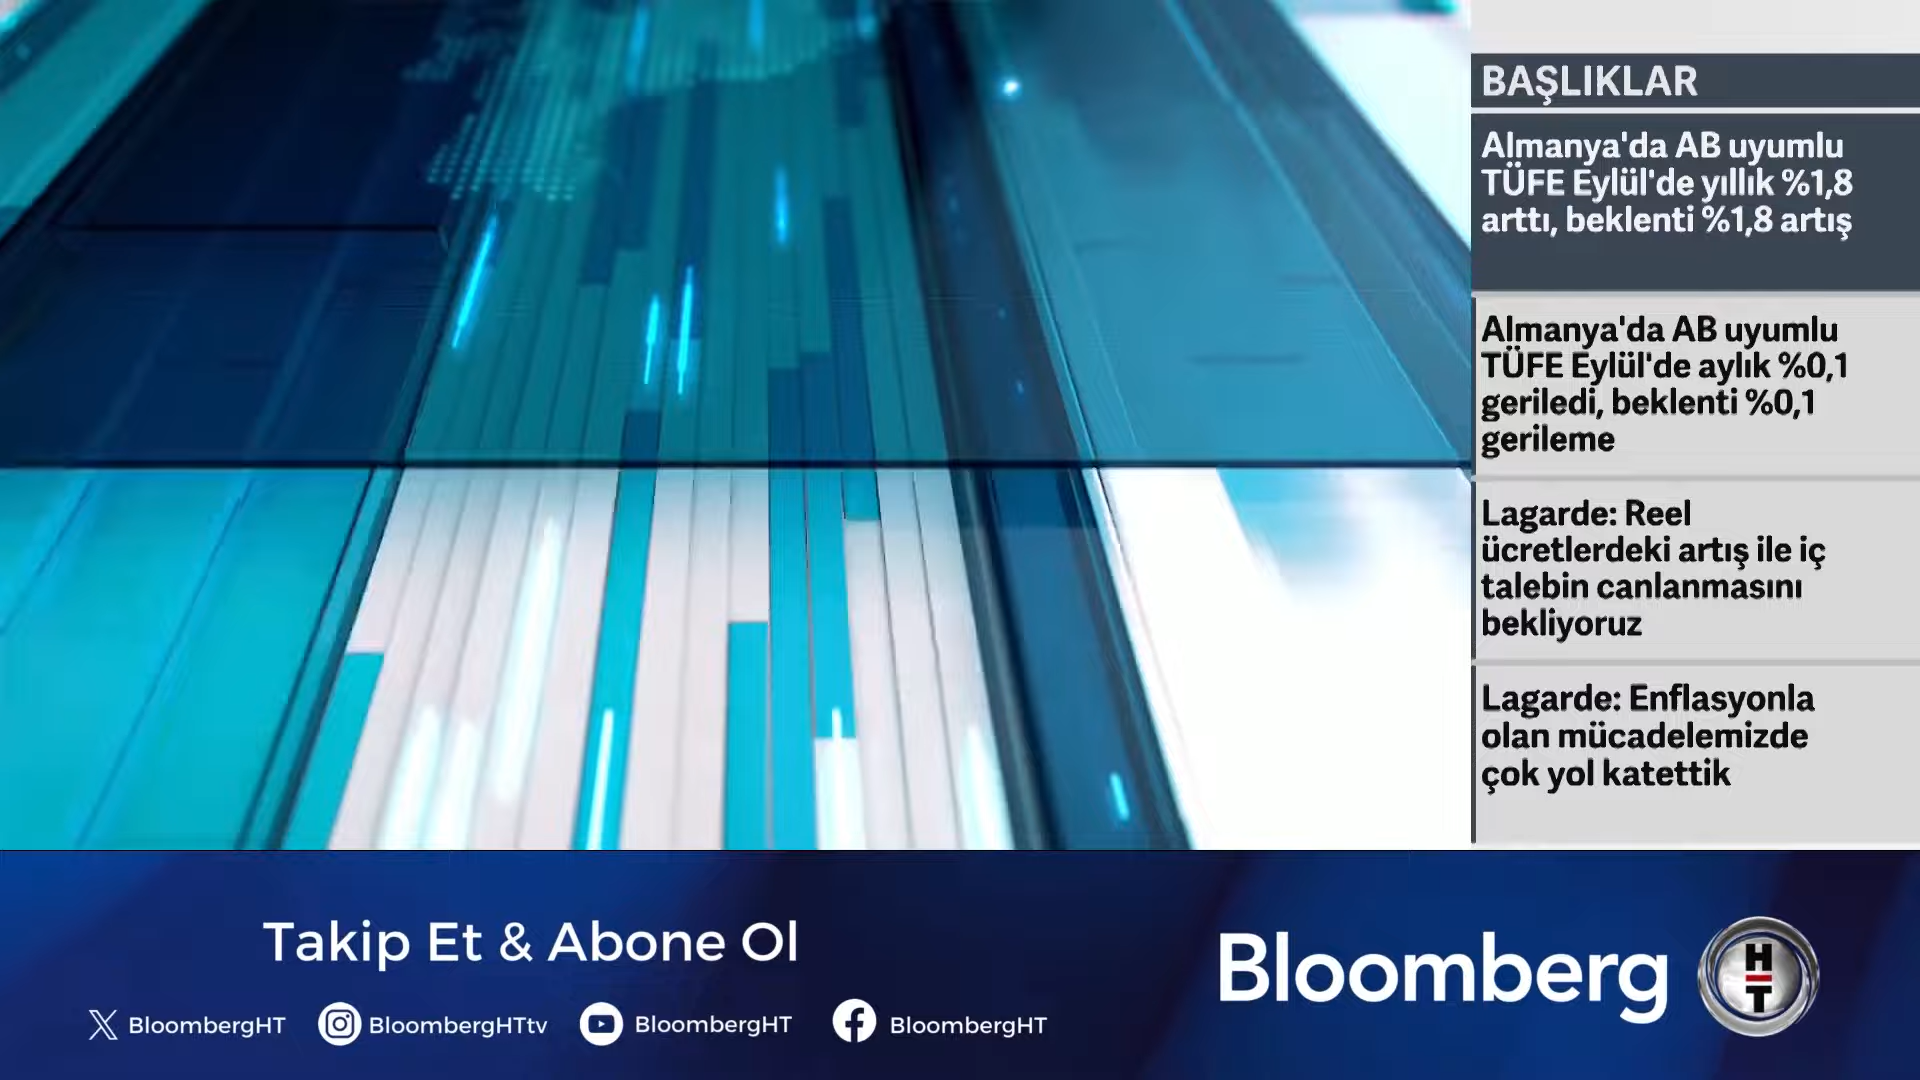 BAŞLIKLAR
Almanya'da AB uyumlu
TÜFE Eylül'de yıllık %1,8
arttı, beklenti %1,8 artış
Almanya'da AB uyumlu
TÜFE Eylül'de aylık %0,1
geriledi, beklenti %0,1
gerileme
Lagarde: Reel
ücretlerdeki artış ile iç
talebin canlanmasını
bekliyoruz
Lagarde: Enflasyonla
olan mücadelemizde
çok yol katettik
Takip Et & Abone Ol
BloombergHT
BloombergHTtv
BloombergHT
BloombergHT
Bloomberg
HT